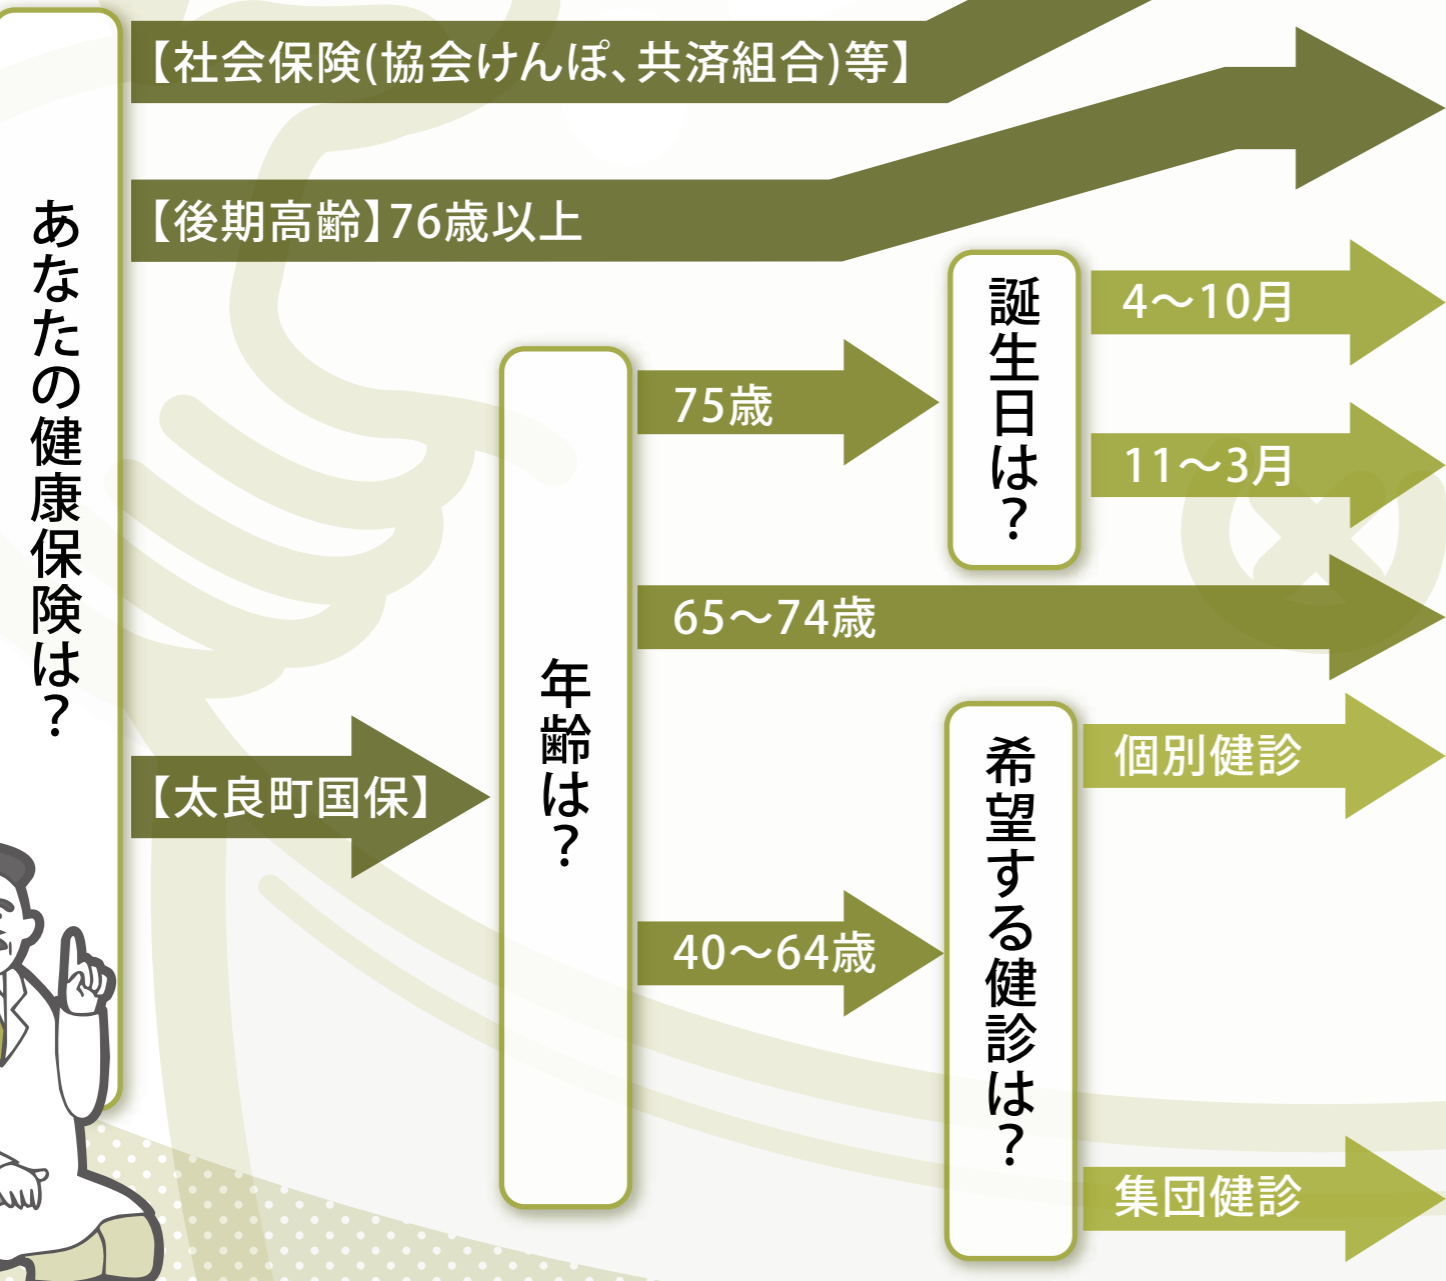 あなたの健康保険は?
【社会保険(協会けんぽ、共済組合)等】
【後期高齢】76歳以上
【太良町国保】
年齢は?
75歳
誕生日は?
4〜10月
11〜3月
65〜74歳
40〜64歳
希望する健診は?
個別健診
集団健診